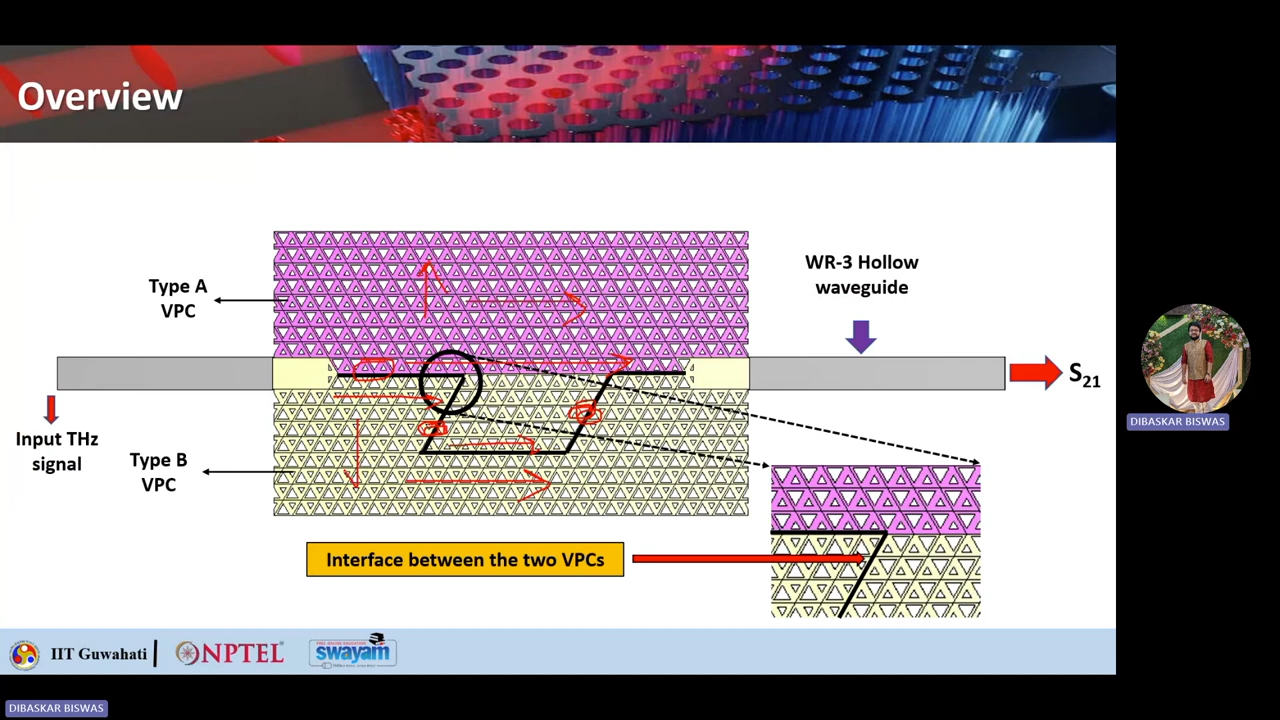 Overview
Type A
VPC
WR-3 Hollow
waveguide
S21
Input THz
signal
Type B
VPC
Interface between the two VPCs
DIBASKAR BISWAS
IIT Guwahati
NPTEL
swayam
DIBASKAR BISWAS